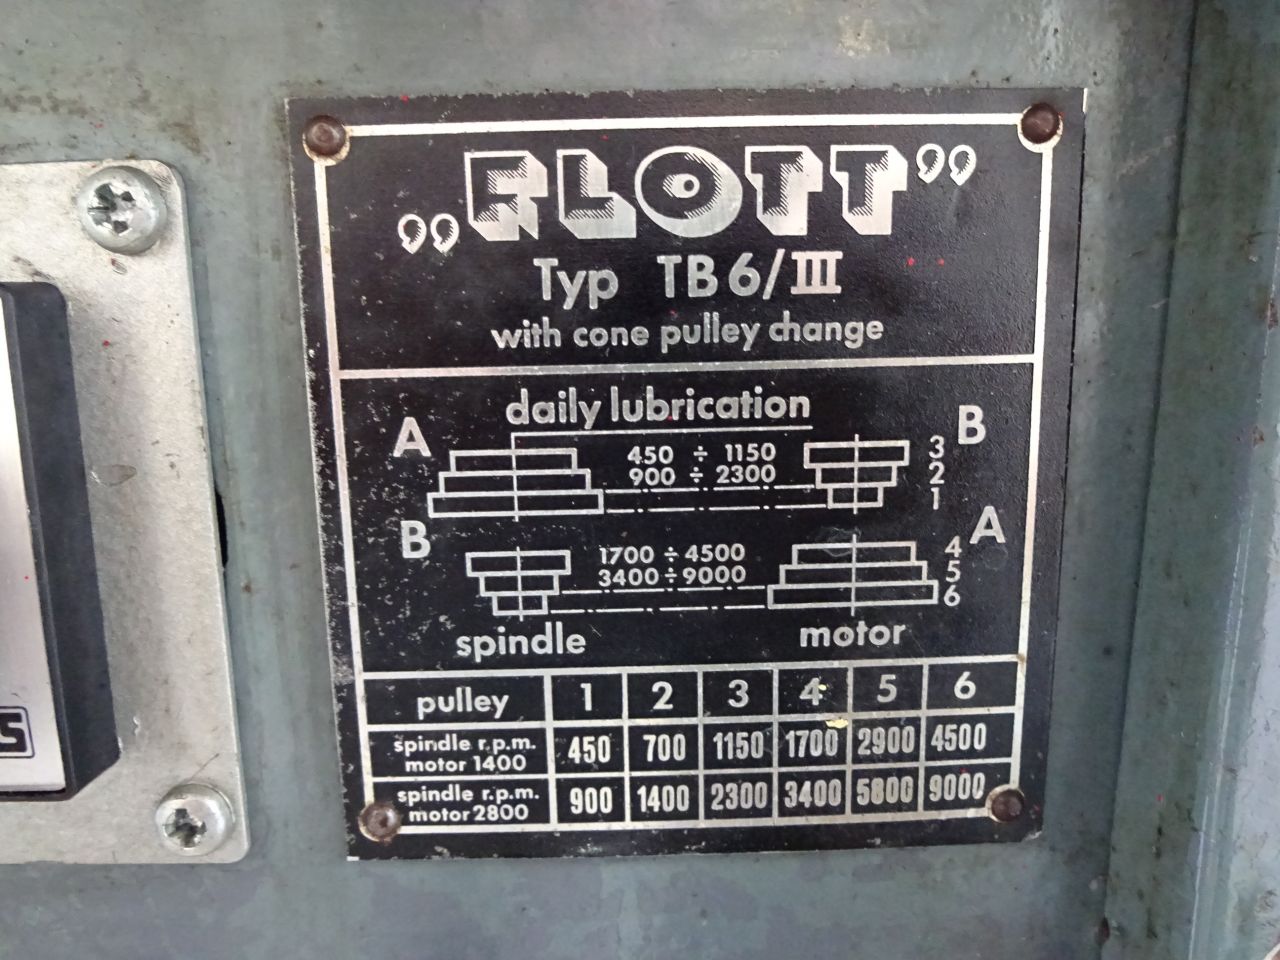 „FLOTT”
Typ TB6/III
with cone pulley change
daily lubrication
A B
450 ÷ 1150 3
900 ÷ 2300 2
1
B A
1700 ÷ 4500 4
3400 ÷ 9000 5
6
spindle motor
pulley 1 2 3 4 5 6
spindle r.p.m. motor 1400 450 700 1150 1700 2900 4500
spindle r.p.m. motor 2800 900 1400 2300 3400 5800 9000